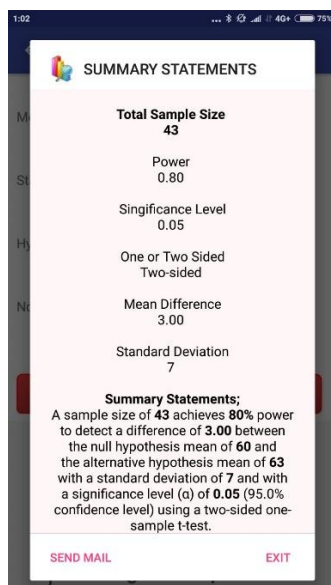 1:02
... 4G+ 75%
SUMMARY STATEMENTS
Total Sample Size
43
Power
0.80
Singificance Level
0.05
One or Two Sided
Two-sided
Mean Difference
3.00
Standard Deviation
7
Summary Statements;
A sample size of 43 achieves 80% power
to detect a difference of 3.00 between
the null hypothesis mean of 60 and
the alternative hypothesis mean of 63
with a standard deviation of 7 and with
a significance level (α) of 0.05 (95.0%
confidence level) using a two-sided one-
sample t-test.
SEND MAIL EXIT